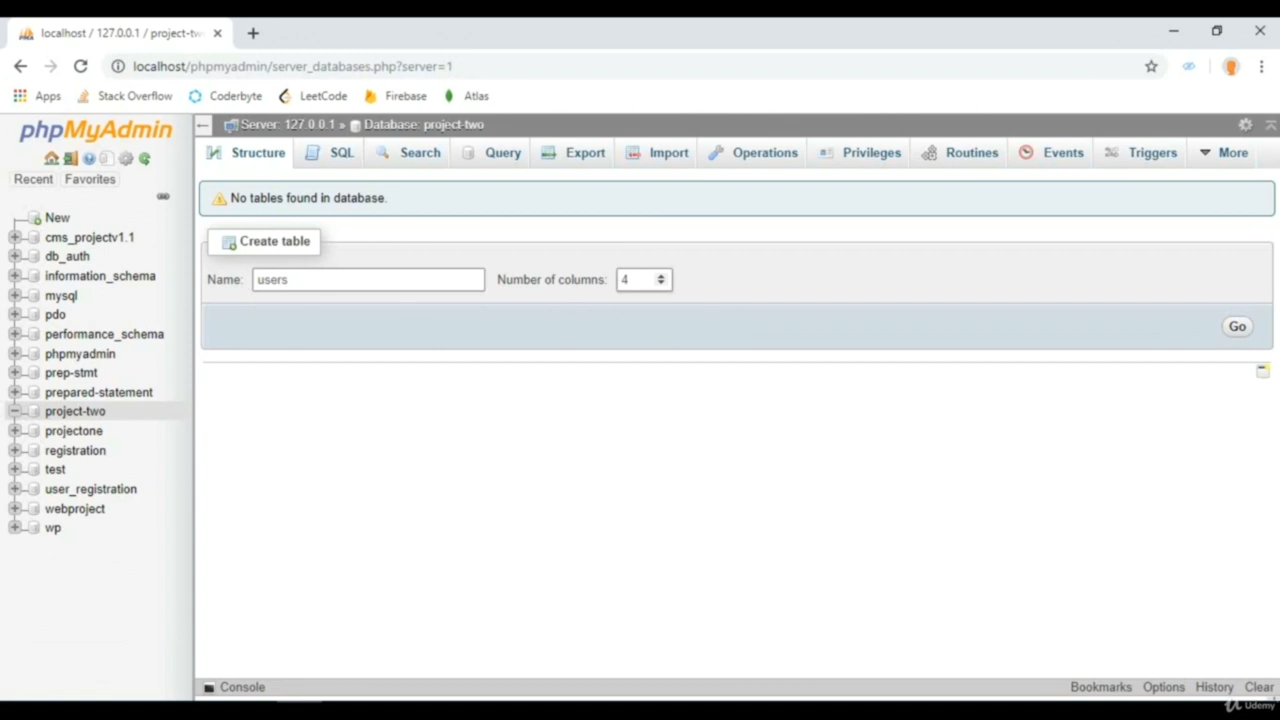 localhost / 127.0.0.1 / project-tw
localhost/phpmyadmin/server_databases.php?server=1
Apps Stack Overflow Coderbyte LeetCode Firebase Atlas
phpMyAdmin
Recent Favorites
New
cms_projectv1.1
db_auth
information_schema
mysql
pdo
performance_schema
phpmyadmin
prep-stmt
prepared-statement
project-two
projectone
registration
test
user_registration
webproject
wp
Server: 127.0.0.1 » Database: project-two
Structure SQL Search Query Export Import Operations Privileges Routines Events Triggers More
No tables found in database.
Create table
Name: users Number of columns: 4
Go
Console Bookmarks Options History Clear
Udemy